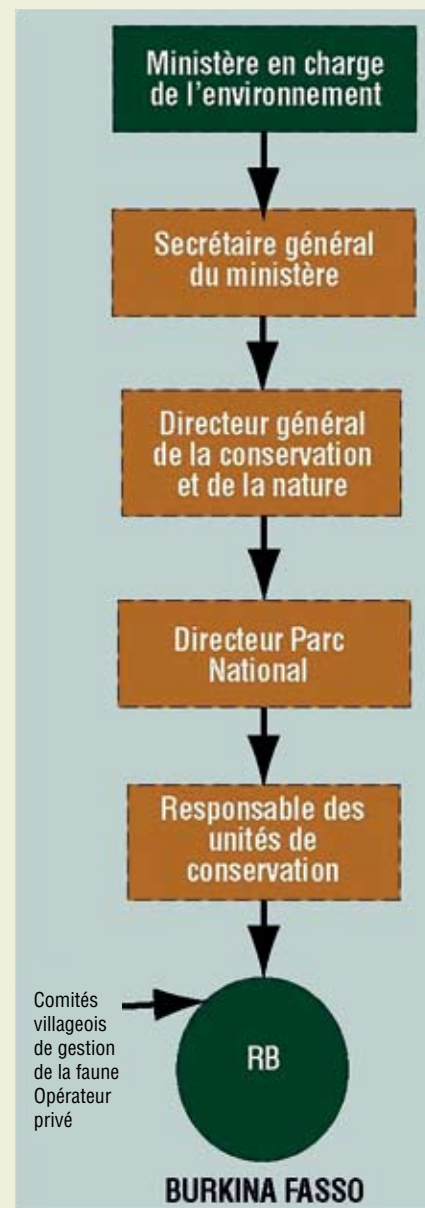 Ministère en charge
de l'environnement
Secrétaire général
du ministère
Directeur général
de la conservation
et de la nature
Directeur Parc
National
Responsable des
unités de
conservation
Comités
villageois
de gestion
de la faune
Opérateur
privé
RB
BURKINA FASSO